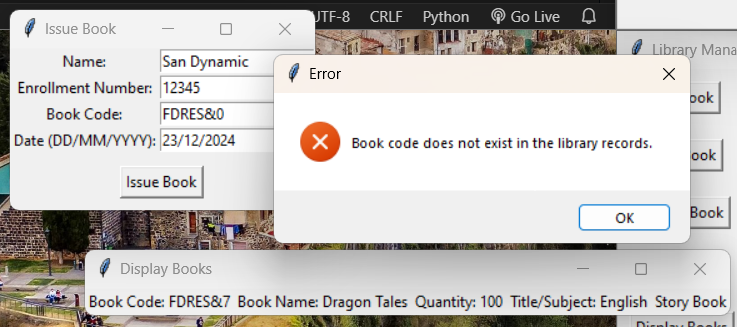 UTF-8 CRLF Python Go Live
Issue Book
Library Mana
Error
Name: San Dynamic
Enrollment Number: 12345
Book Code: FDRES&0
Date (DD/MM/YYYY): 23/12/2024
Issue Book
Book code does not exist in the library records.
OK
ook
ok
Book
Display Books
Book Code: FDRES&7 Book Name: Dragon Tales Quantity: 100 Title/Subject: English Story Book